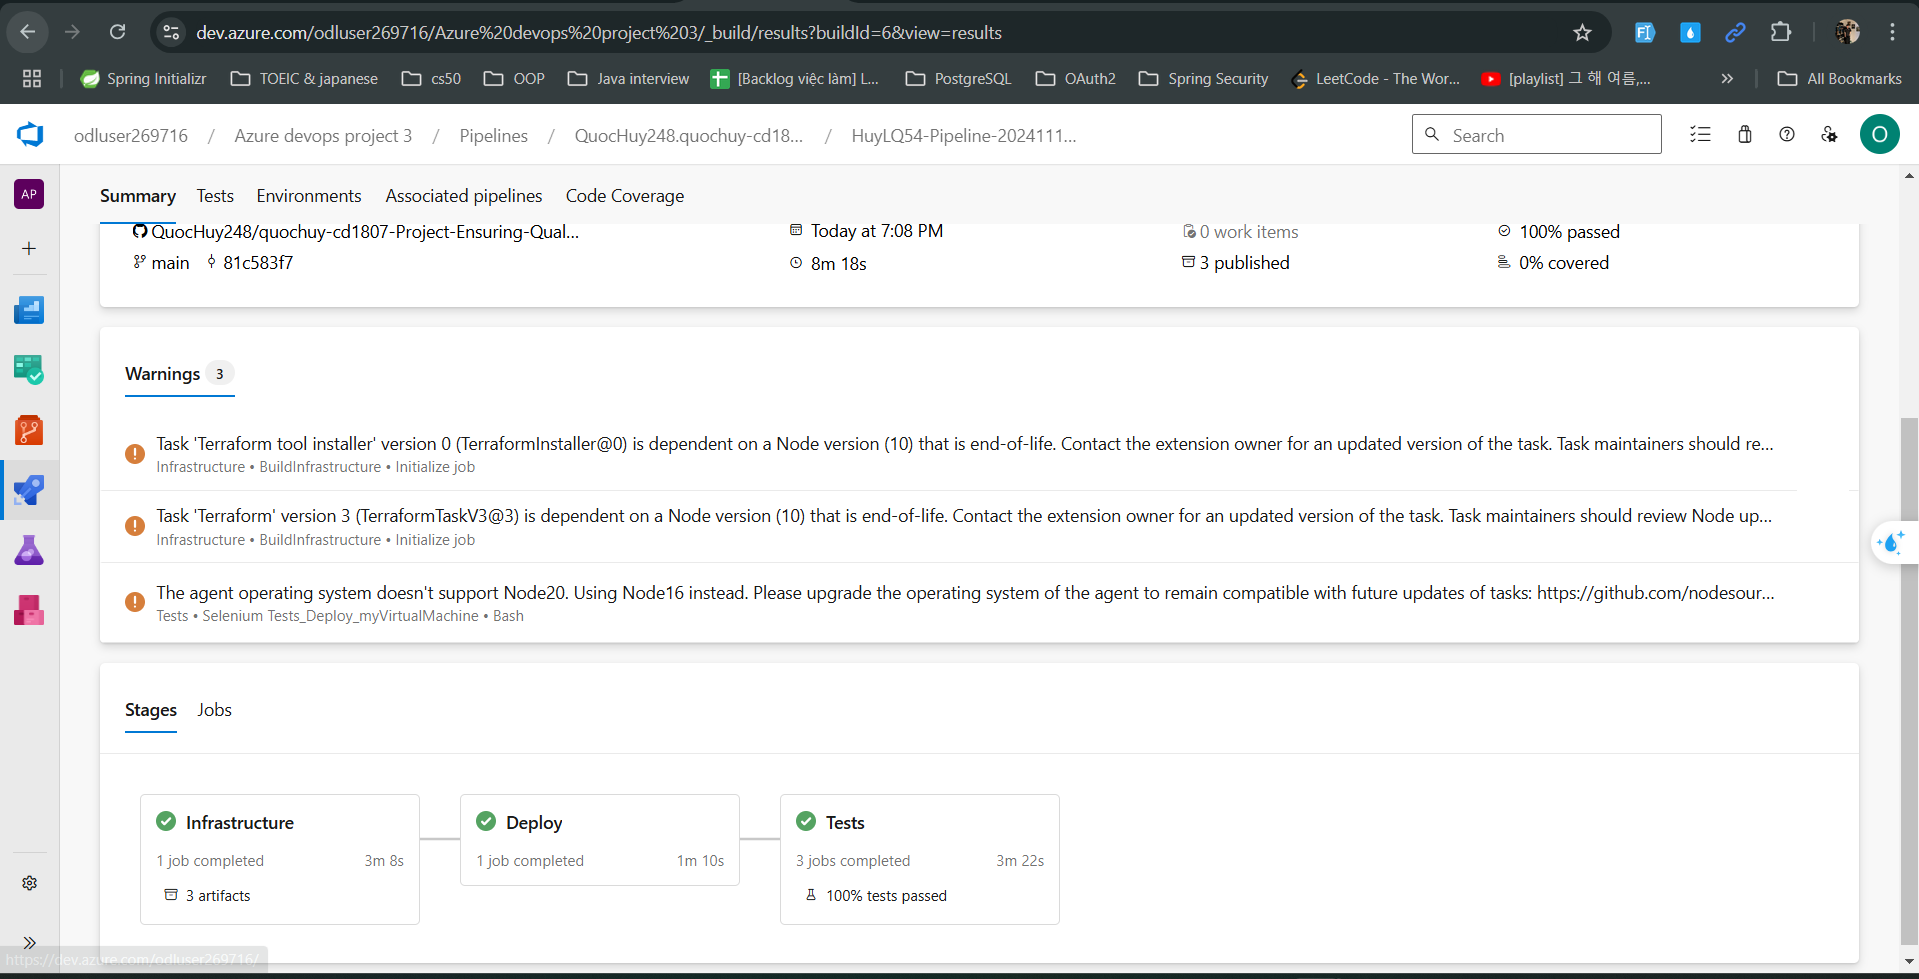 dev.azure.com/odluser269716/Azure%20devops%20project%203/_build/results?buildId=6&view=results
Spring Initializr TOEIC & japanese cs50 OOP Java interview [Backlog việc làm] L... PostgreSQL OAuth2 Spring Security LeetCode - The Wor... [playlist] 그 해 여름,... All Bookmarks
odluser269716 / Azure devops project 3 / Pipelines / QuocHuy248.quochuy-cd18... / HuyLQ54-Pipeline-2024111... Search O
AP
Summary Tests Environments Associated pipelines Code Coverage
QuocHuy248/quochuy-cd1807-Project-Ensuring-Qual... Today at 7:08 PM 0 work items 100% passed
main 81c583f7 8m 18s 3 published 0% covered
Warnings 3
Task 'Terraform tool installer' version 0 (TerraformInstaller@0) is dependent on a Node version (10) that is end-of-life. Contact the extension owner for an updated version of the task. Task maintainers should re...
Infrastructure • BuildInfrastructure • Initialize job
Task 'Terraform' version 3 (TerraformTaskV3@3) is dependent on a Node version (10) that is end-of-life. Contact the extension owner for an updated version of the task. Task maintainers should review Node up...
Infrastructure • BuildInfrastructure • Initialize job
The agent operating system doesn't support Node20. Using Node16 instead. Please upgrade the operating system of the agent to remain compatible with future updates of tasks: https://github.com/nodesour...
Tests • Selenium Tests_Deploy_myVirtualMachine • Bash
Stages Jobs
Infrastructure Deploy Tests
1 job completed 3m 8s 1 job completed 1m 10s 3 jobs completed 3m 22s
3 artifacts 100% tests passed
https://dev.azure.com/odluser269716/